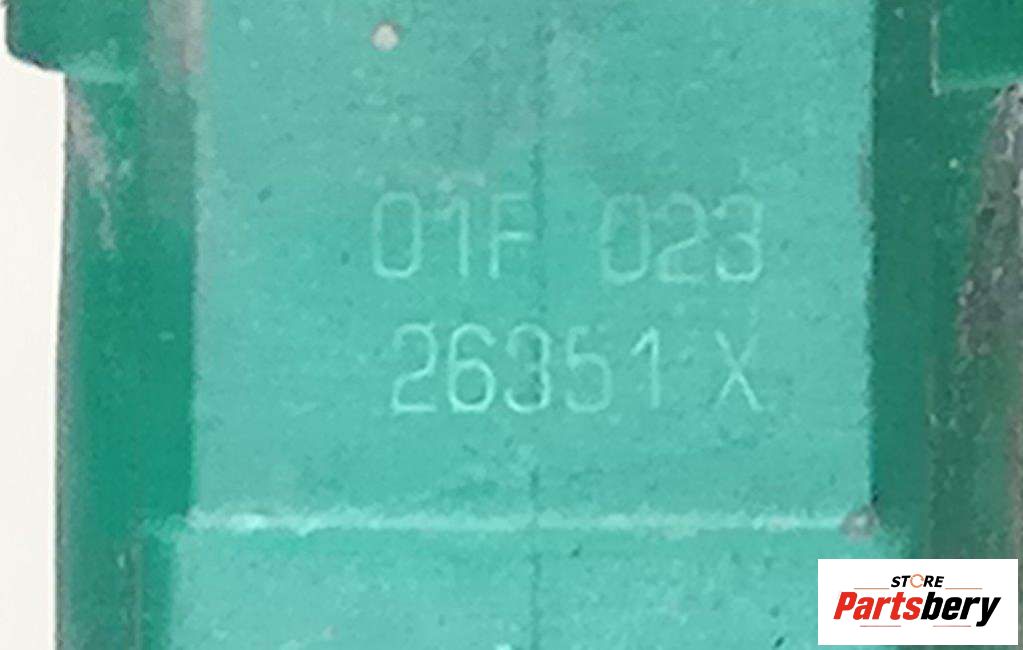 01F 023
26351 X
STORE
Partsbery